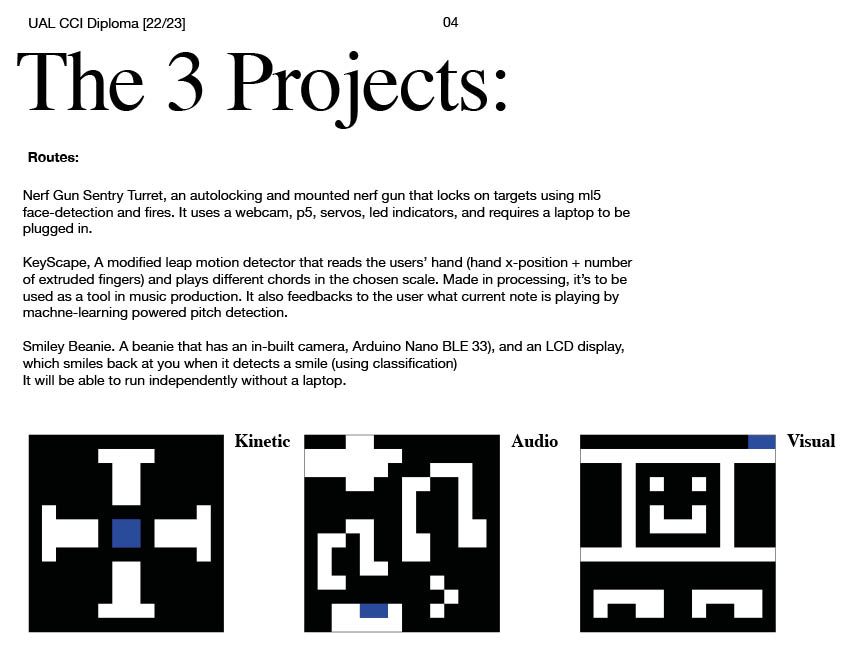 UAL CCI Diploma [22/23]
04
The 3 Projects:
Routes:
Nerf Gun Sentry Turret, an autolocking and mounted nerf gun that locks on targets using ml5
face-detection and fires. It uses a webcam, p5, servos, led indicators, and requires a laptop to be
plugged in.
KeyScape, A modified leap motion detector that reads the users’ hand (hand x-position + number
of extruded fingers) and plays different chords in the chosen scale. Made in processing, it’s to be
used as a tool in music production. It also feedbacks to the user what current note is playing by
machne-learning powered pitch detection.
Smiley Beanie. A beanie that has an in-built camera, Arduino Nano BLE 33), and an LCD display,
which smiles back at you when it detects a smile (using classification)
It will be able to run independently without a laptop.
Kinetic
Audio
Visual